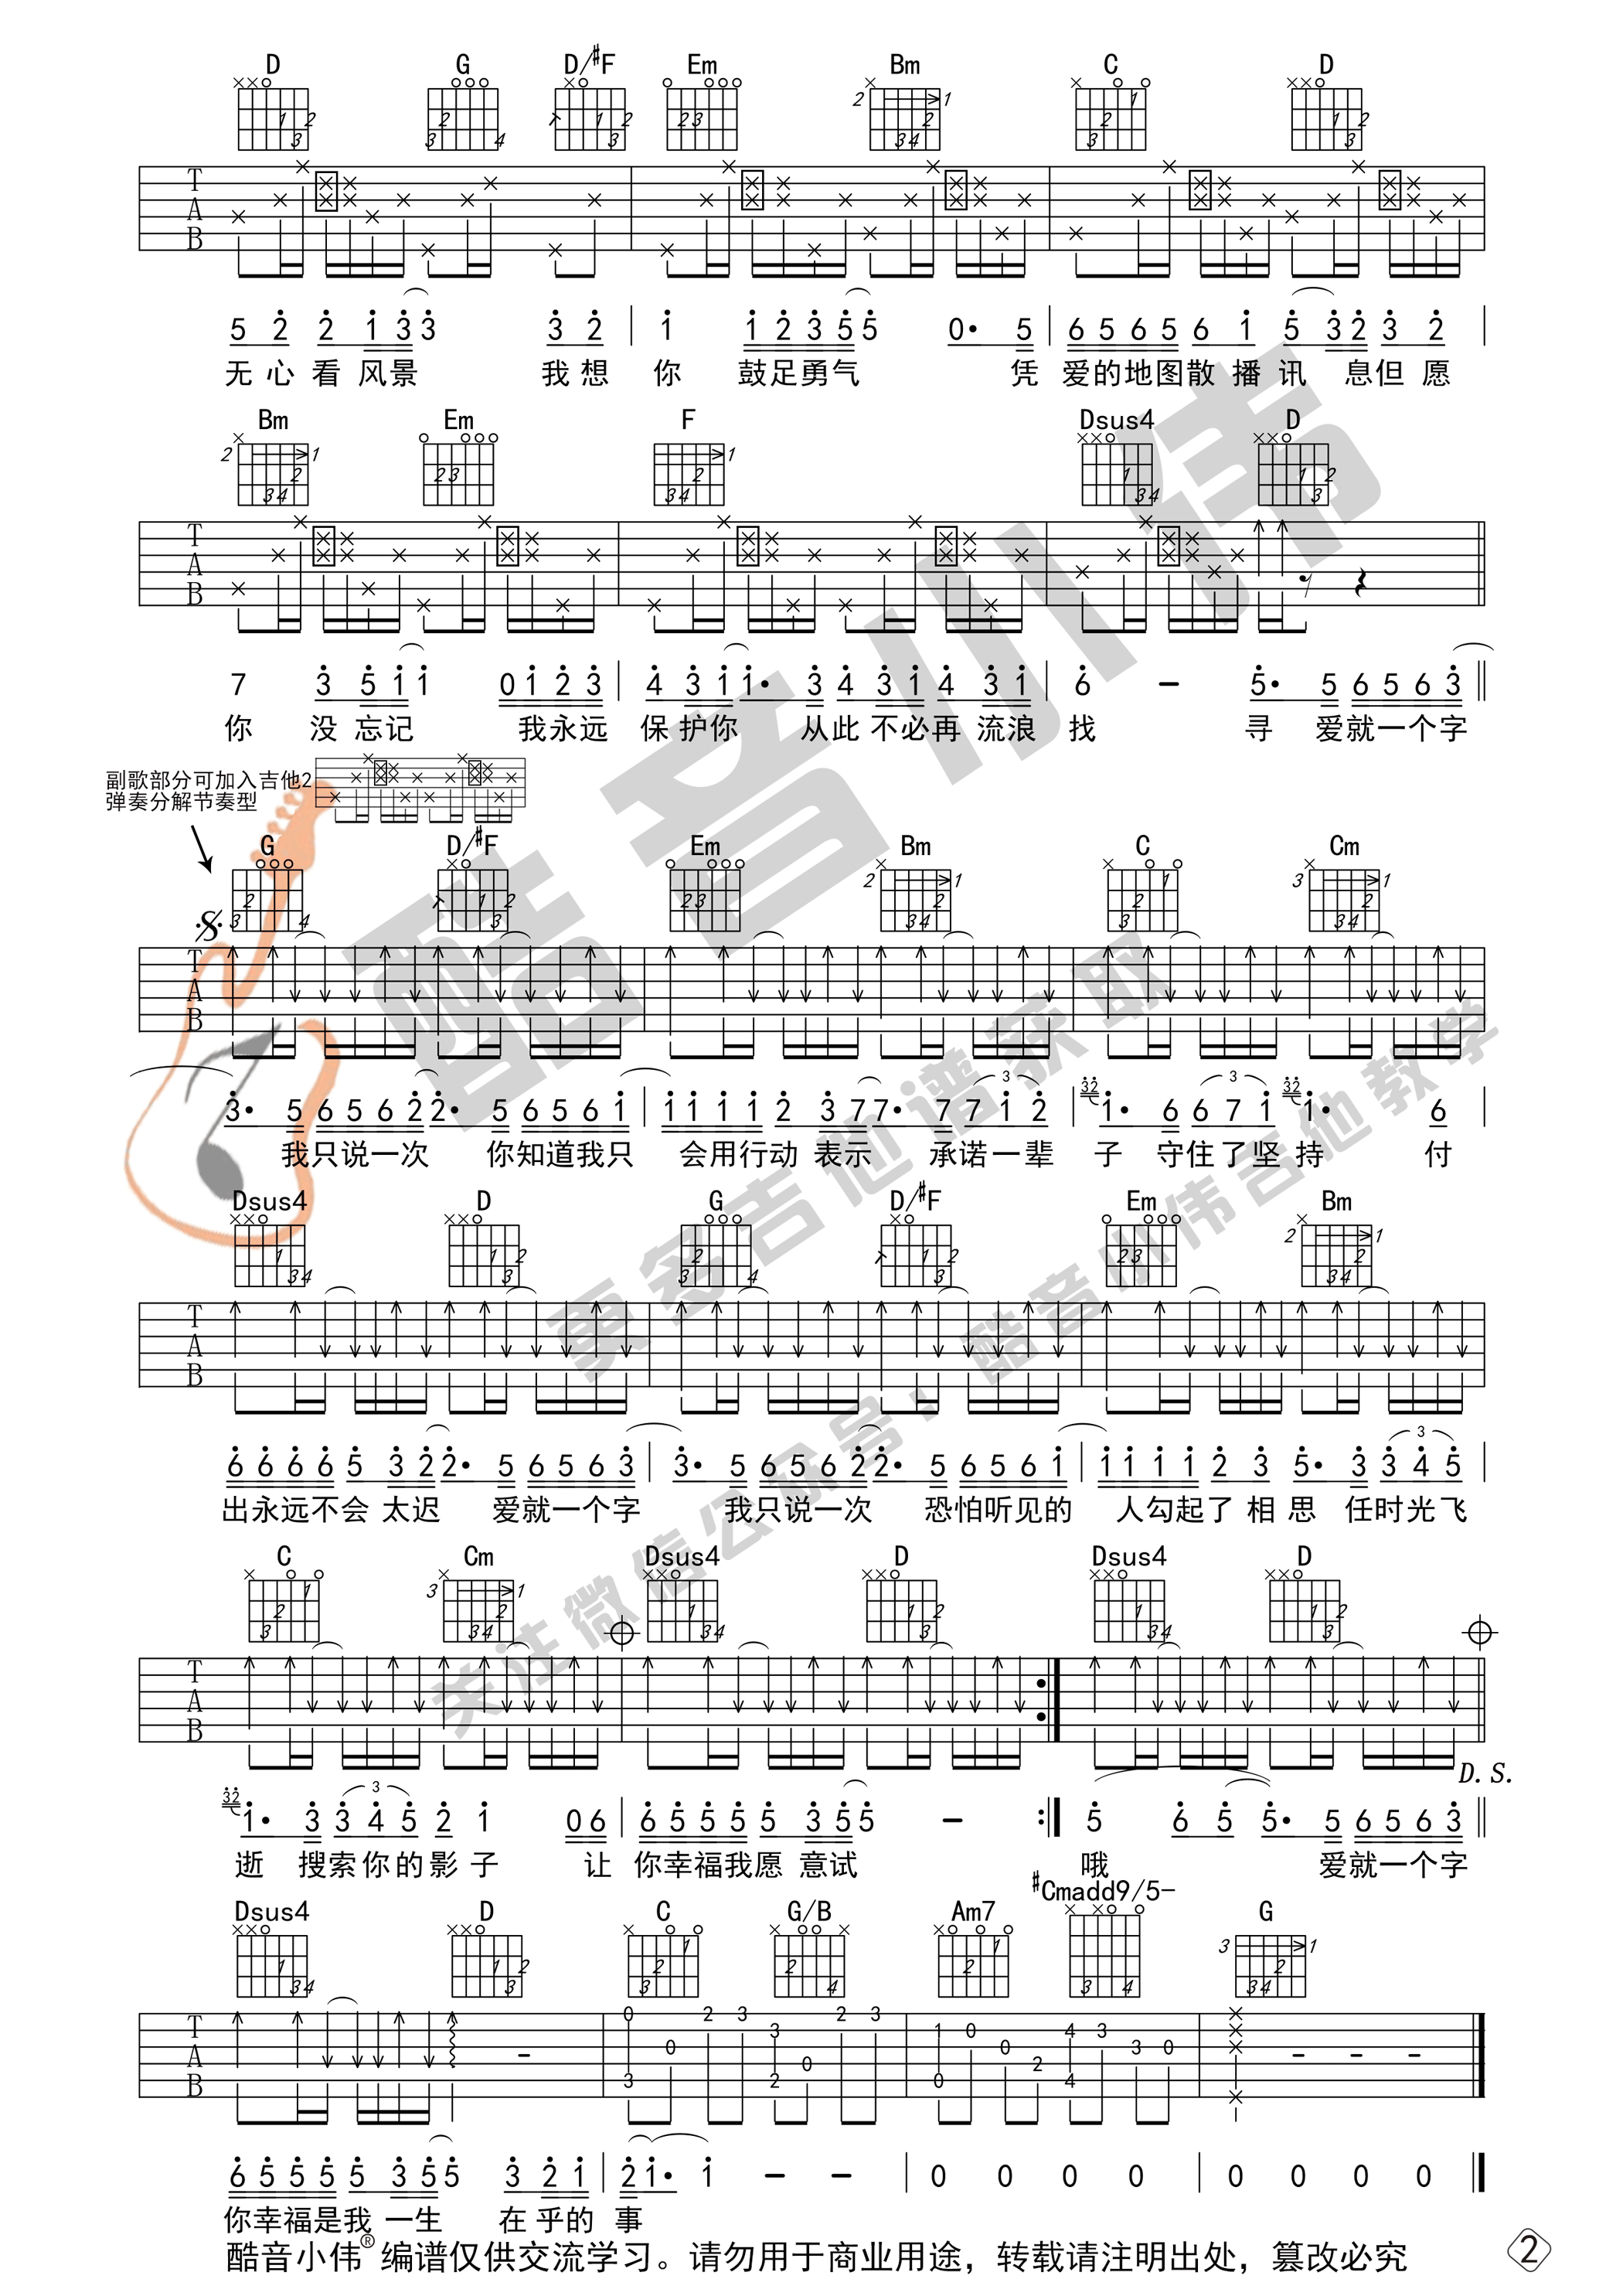 D G D/#F Em Bm C D
5 2 2 1 3 3 3 2 1 1 2 3 5 5 0· 5 6 5 6 5 6 1 5 3 2 3 2
无心看风景 我想你 鼓足勇气 凭爱的地图散播讯息但愿
Bm Em F Dsus4 D
7 3 5 1 1 0 1 2 3 4 3 1 1· 3 4 3 1 4 3 1 6 - 5· 5 6 5 6 3
你 没忘记 我永远保护你 从此不必再流浪找 寻 爱就一个字
副歌部分可加入吉他2
弹奏分解节奏型
G D/#F Em Bm C Cm
3· 5 6 5 6 2 2· 5 6 5 6 1 1 1 1 1 2 3 7 7· 7 7 1 2 32 1· 6 6 7 1 32 1· 6
我只说一次 你知道我只 会用行动表示 承诺一辈子 守住了坚持 付
Dsus4 D G D/#F Em Bm
6 6 6 6 5 3 2 2· 5 6 5 6 3 3· 5 6 5 6 2 2· 5 6 5 6 1 1 1 1 1 2 3 5· 3 3 4 5
出永远不会太迟 爱就一个字 我只说一次 恐怕听见的 人勾起了相思 任时光飞
C Cm Dsus4 D Dsus4 D
D.S.
32 1· 3 3 4 5 2 1 0 6 6 5 5 5 5 3 5 5 - 5 6 5 5· 5 6 5 6 3
逝 搜索你的影子 让你幸福我愿意试 哦 爱就一个字
Dsus4 D C G/B Am7 #Cmadd9/5- G
6 5 5 5 5 3 5 5 3 2 1 2 1· 1 - - 0 0 0 0 0 0 0 0
你幸福是我一生 在乎的事
酷音小伟® 编谱仅供交流学习。请勿用于商业用途，转载请注明出处，篡改必究
2
酷音小伟
更多吉他谱获取
关注微信公众号：酷音小伟吉他教学